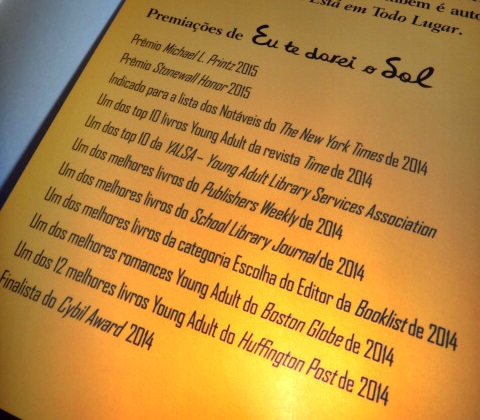 bém é auto
Está em Todo Lugar.
Premiações de Eu te darei o Sol
Prêmio Michael L. Printz 2015
Prêmio Stonewall Honor 2015
Indicado para a lista dos Notáveis do The New York Times de 2014
Um dos top 10 livros Young Adult da revista Time de 2014
Um dos top 10 da YALSA – Young Adult Library Services Association
Um dos melhores livros do Publishers Weekly de 2014
Um dos melhores livros do School Library Journal de 2014
Um dos melhores livros da categoria Escolha do Editor da Booklist de 2014
Um dos melhores romances Young Adult do Boston Globe de 2014
Um dos 12 melhores livros Young Adult do Huffington Post de 2014
Finalista do Cybil Award 2014